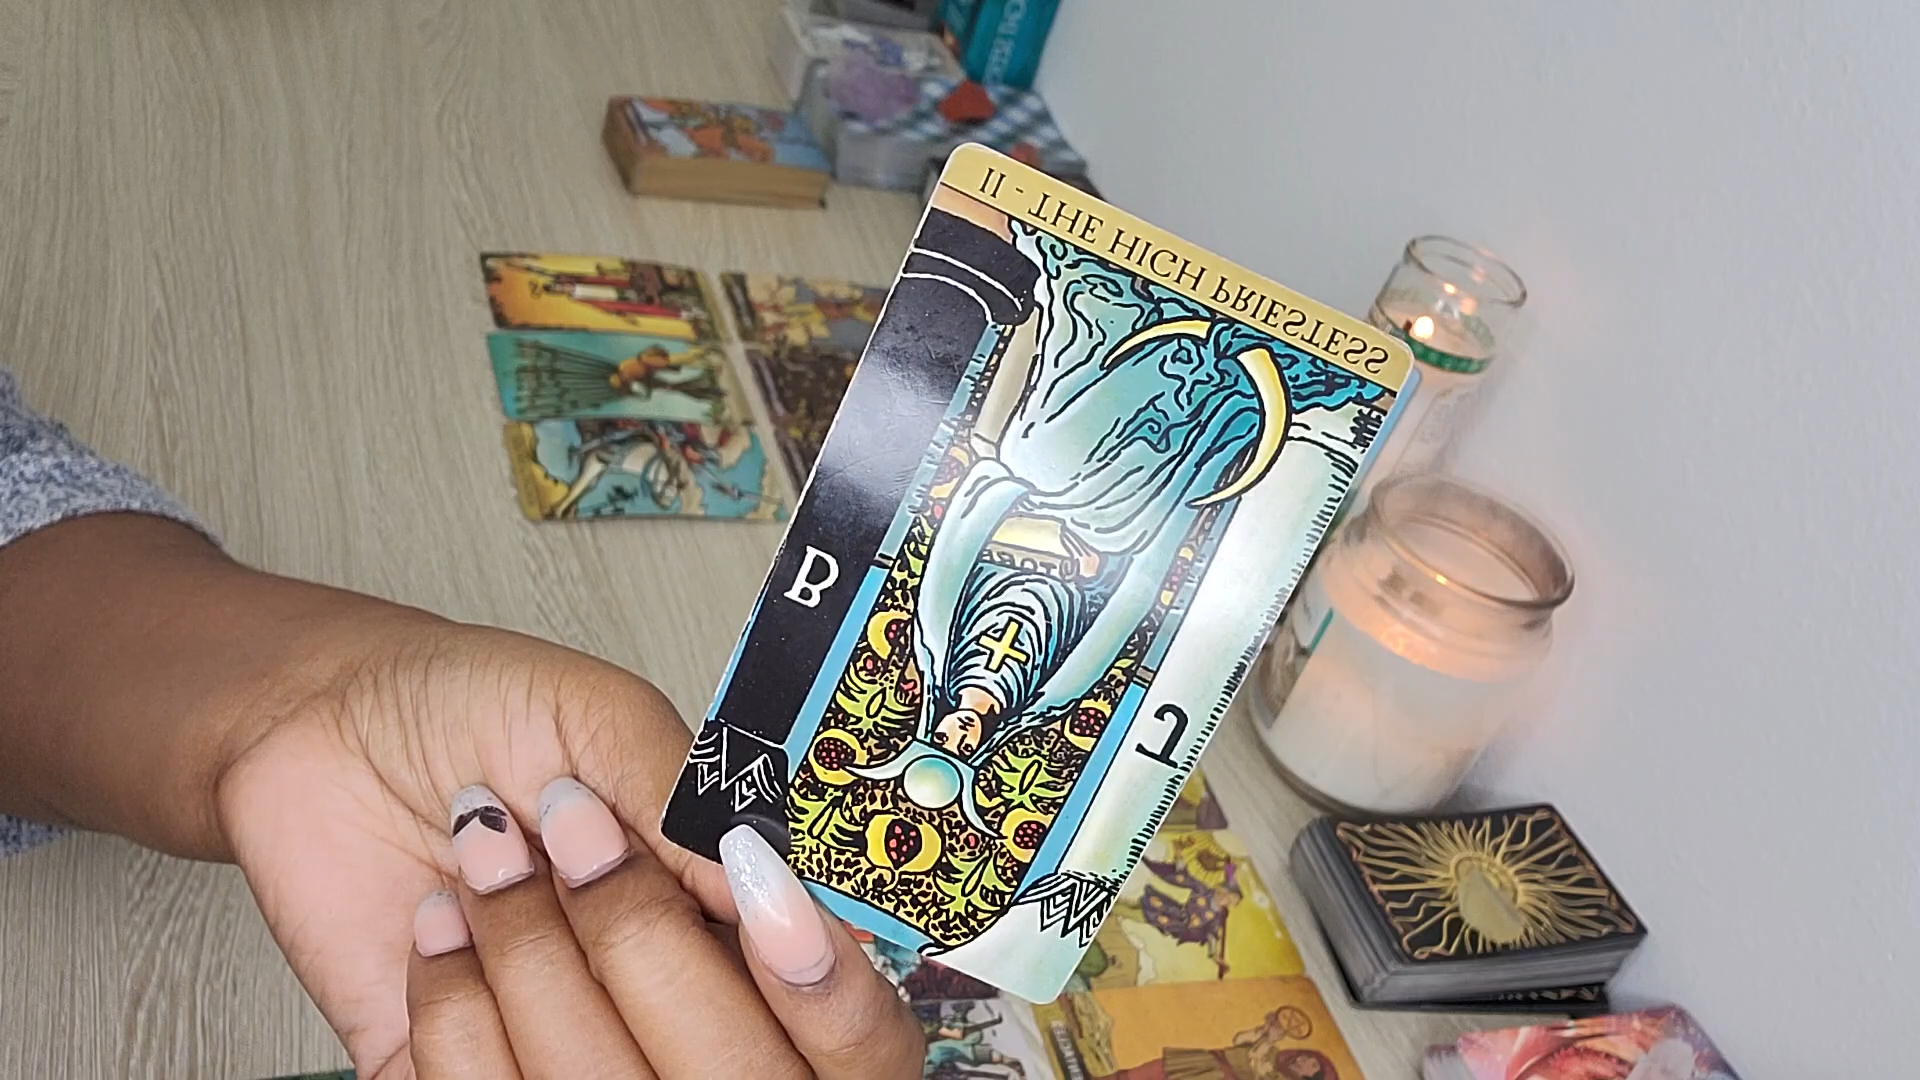 II - THE HIGH PRIESTESS
TORA
B
J